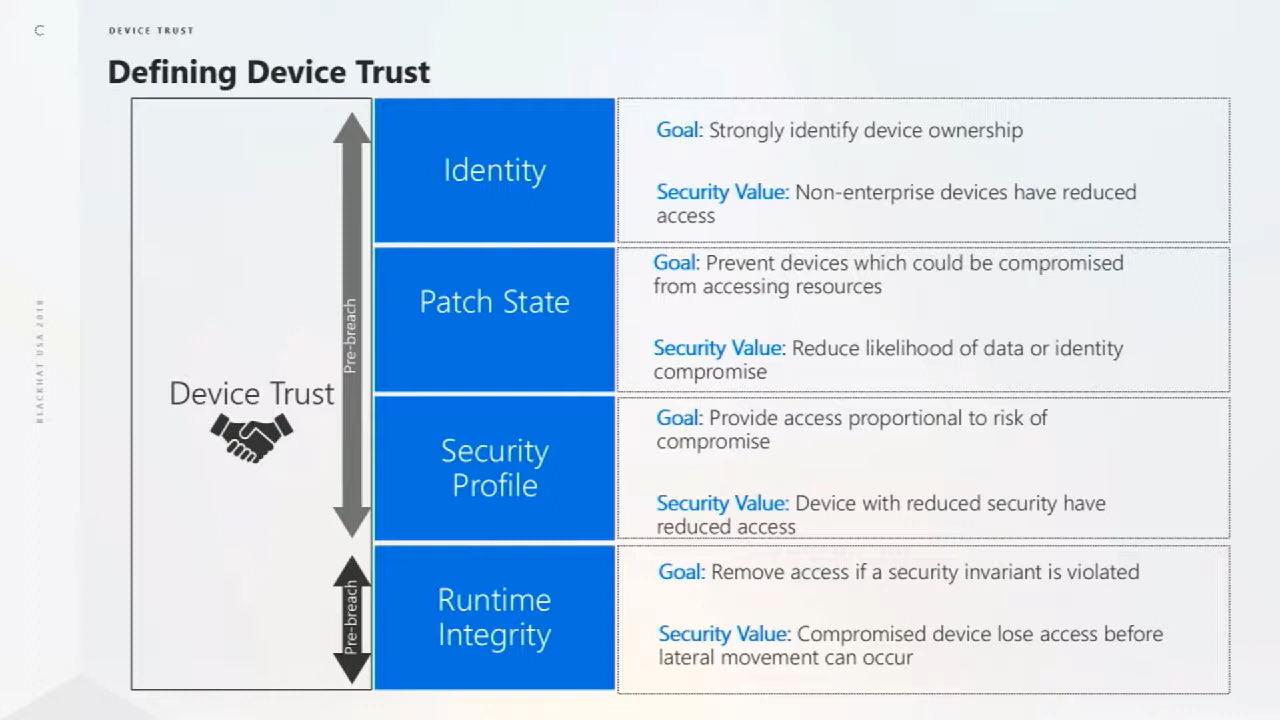 C
DEVICE TRUST
Defining Device Trust
BLACKHAT USA 2018
Device Trust
Pre-breach
Identity
Goal: Strongly identify device ownership
Security Value: Non-enterprise devices have reduced
access
Patch State
Goal: Prevent devices which could be compromised
from accessing resources
Security Value: Reduce likelihood of data or identity
compromise
Security
Profile
Goal: Provide access proportional to risk of
compromise
Security Value: Device with reduced security have
reduced access
Pre-breach
Runtime
Integrity
Goal: Remove access if a security invariant is violated
Security Value: Compromised device lose access before
lateral movement can occur